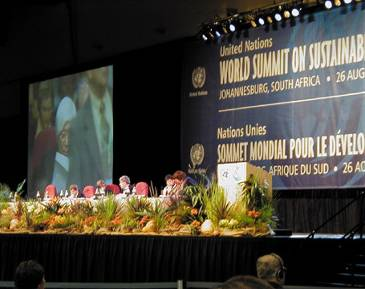 United Nations
WORLD SUMMIT ON SUSTAINABL
JOHANNESBURG, SOUTH AFRICA • 26 AUG
Nations Unies
SOMMET MONDIAL POUR LE DÉVELO
AFRIQUE DU SUD • 26 AO